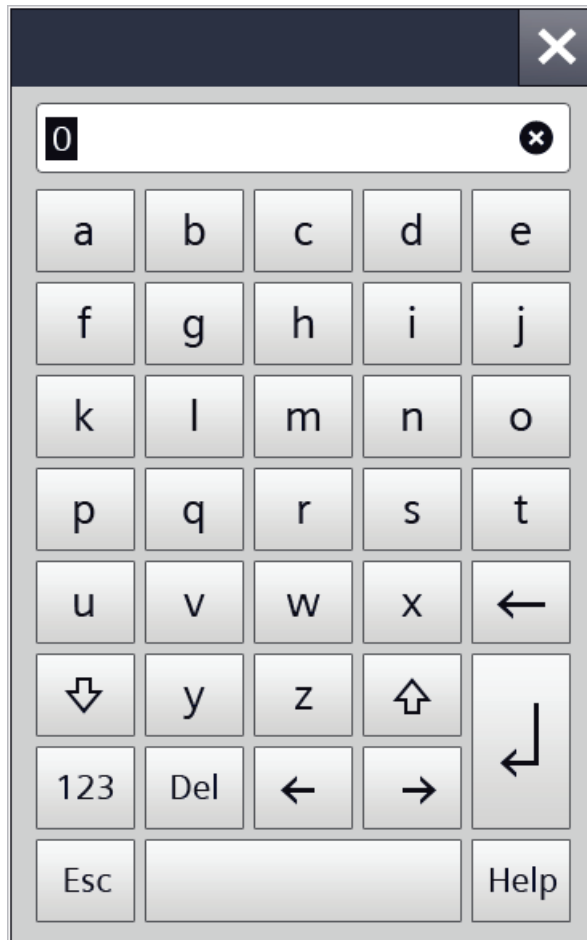 0
a b c d e
f g h i j
k l m n o
p q r s t
u v w x ←
y z
123 Del ← →
Esc Help